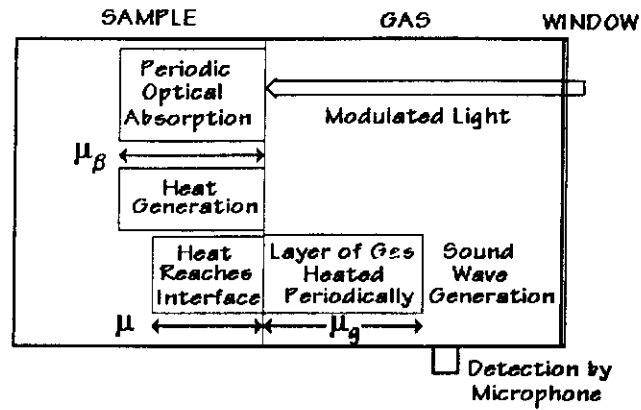 SAMPLE
GAS
WINDOW
Periodic
Optical
Absorption
Modulated Light
μβ
Heat
Generation
Heat
Reaches
Interface
Layer of Gas
Heated
Periodically
Sound
Wave
Generation
μ
μg
Detection by
Microphone